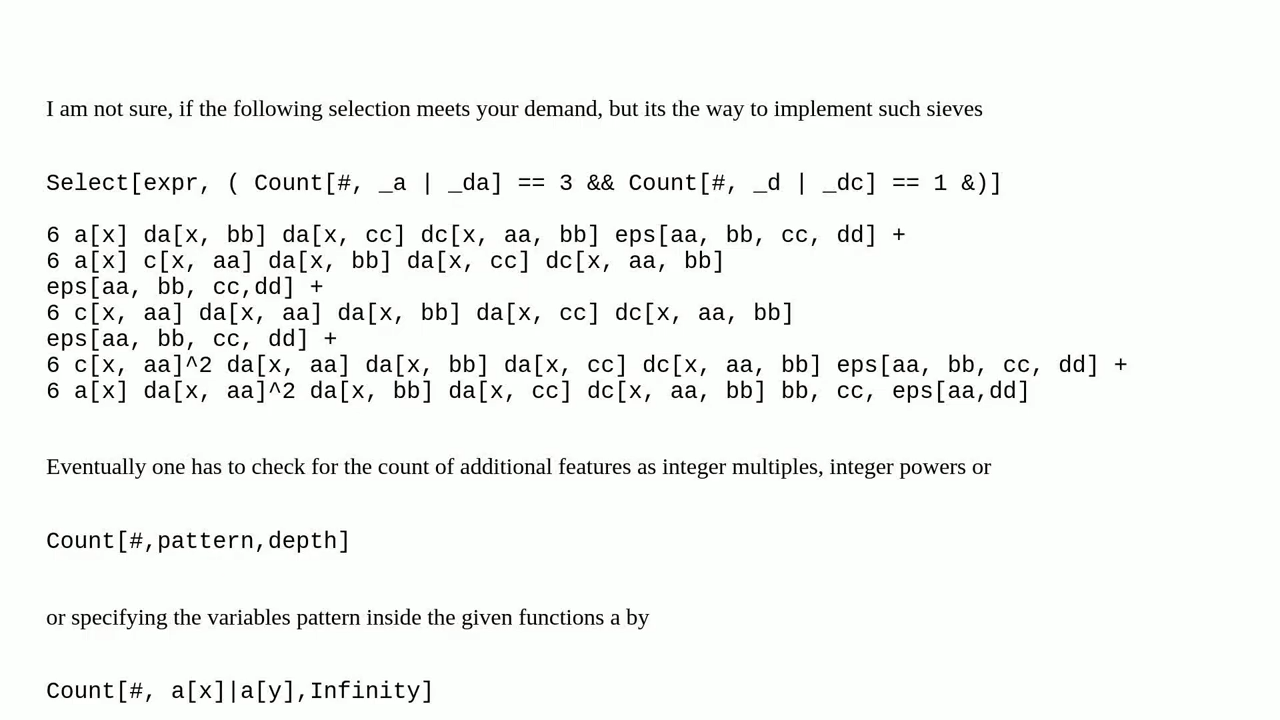 I am not sure, if the following selection meets your demand, but its the way to implement such sieves
Select[expr, ( Count[#, _a | _da] == 3 && Count[#, _d | _dc] == 1 &)]
6 a[x] da[x, bb] da[x, cc] dc[x, aa, bb] eps[aa, bb, cc, dd] +
6 a[x] c[x, aa] da[x, bb] da[x, cc] dc[x, aa, bb]
eps[aa, bb, cc,dd] +
6 c[x, aa] da[x, aa] da[x, bb] da[x, cc] dc[x, aa, bb]
eps[aa, bb, cc, dd] +
6 c[x, aa]^2 da[x, aa] da[x, bb] da[x, cc] dc[x, aa, bb] eps[aa, bb, cc, dd] +
6 a[x] da[x, aa]^2 da[x, bb] da[x, cc] dc[x, aa, bb] bb, cc, eps[aa,dd]
Eventually one has to check for the count of additional features as integer multiples, integer powers or
Count[#,pattern,depth]
or specifying the variables pattern inside the given functions a by
Count[#, a[x]|a[y],Infinity]